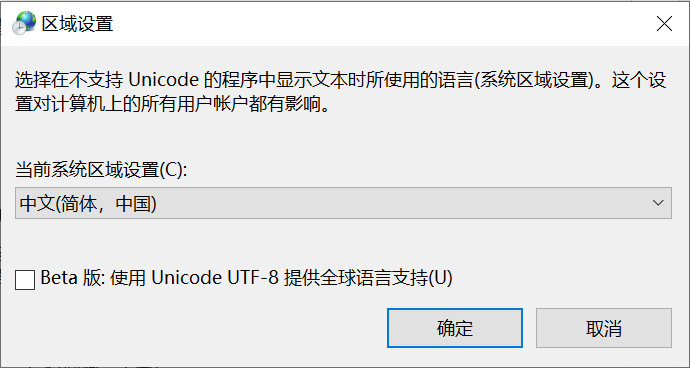 区域设置
选择在不支持 Unicode 的程序中显示文本时所使用的语言(系统区域设置)。这个设
置对计算机上的所有用户帐户都有影响。
当前系统区域设置(C):
中文(简体，中国)
Beta 版: 使用 Unicode UTF-8 提供全球语言支持(U)
确定
取消